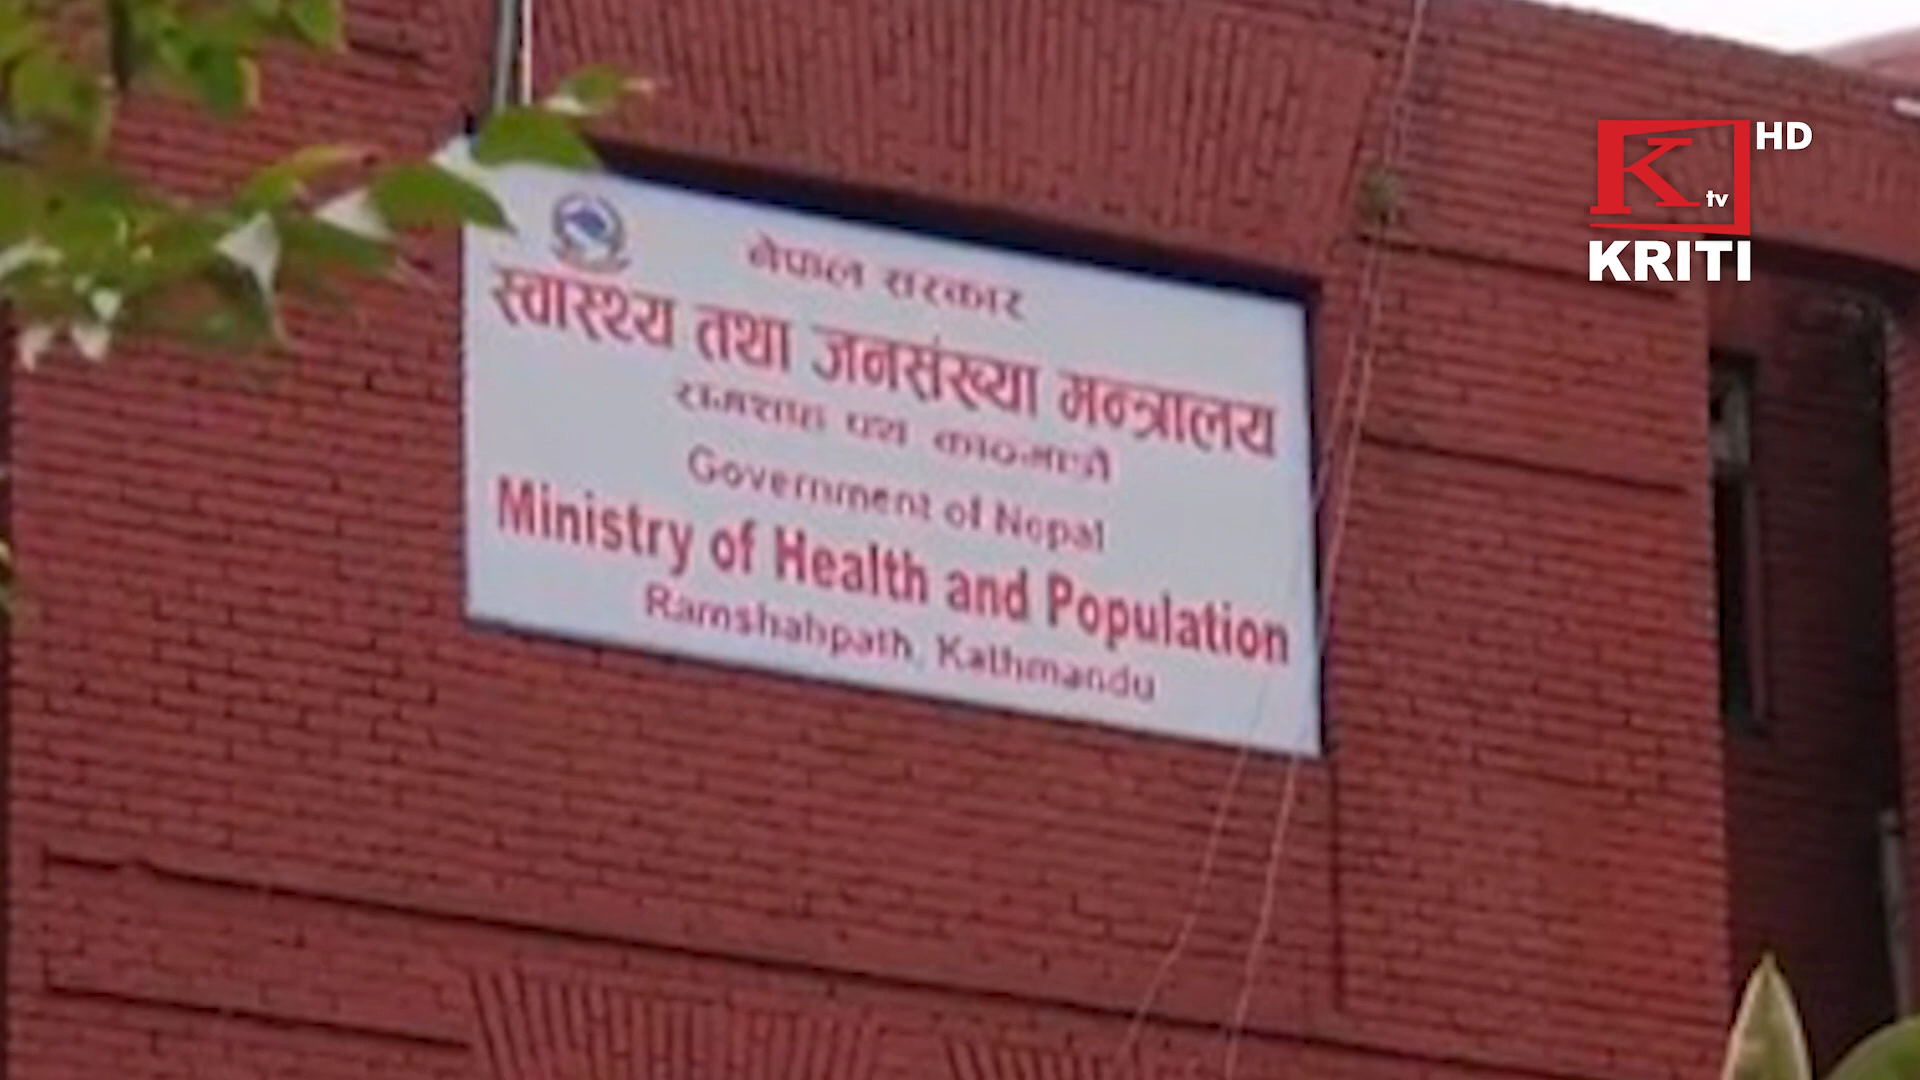 नेपाल सरकार
स्वास्थ्य तथा जनसंख्या मन्त्रालय
रामशाह पथ काठमाडौं
Government of Nepal
Ministry of Health and Population
Ramshahpath, Kathmandu
K tv HD
KRITI